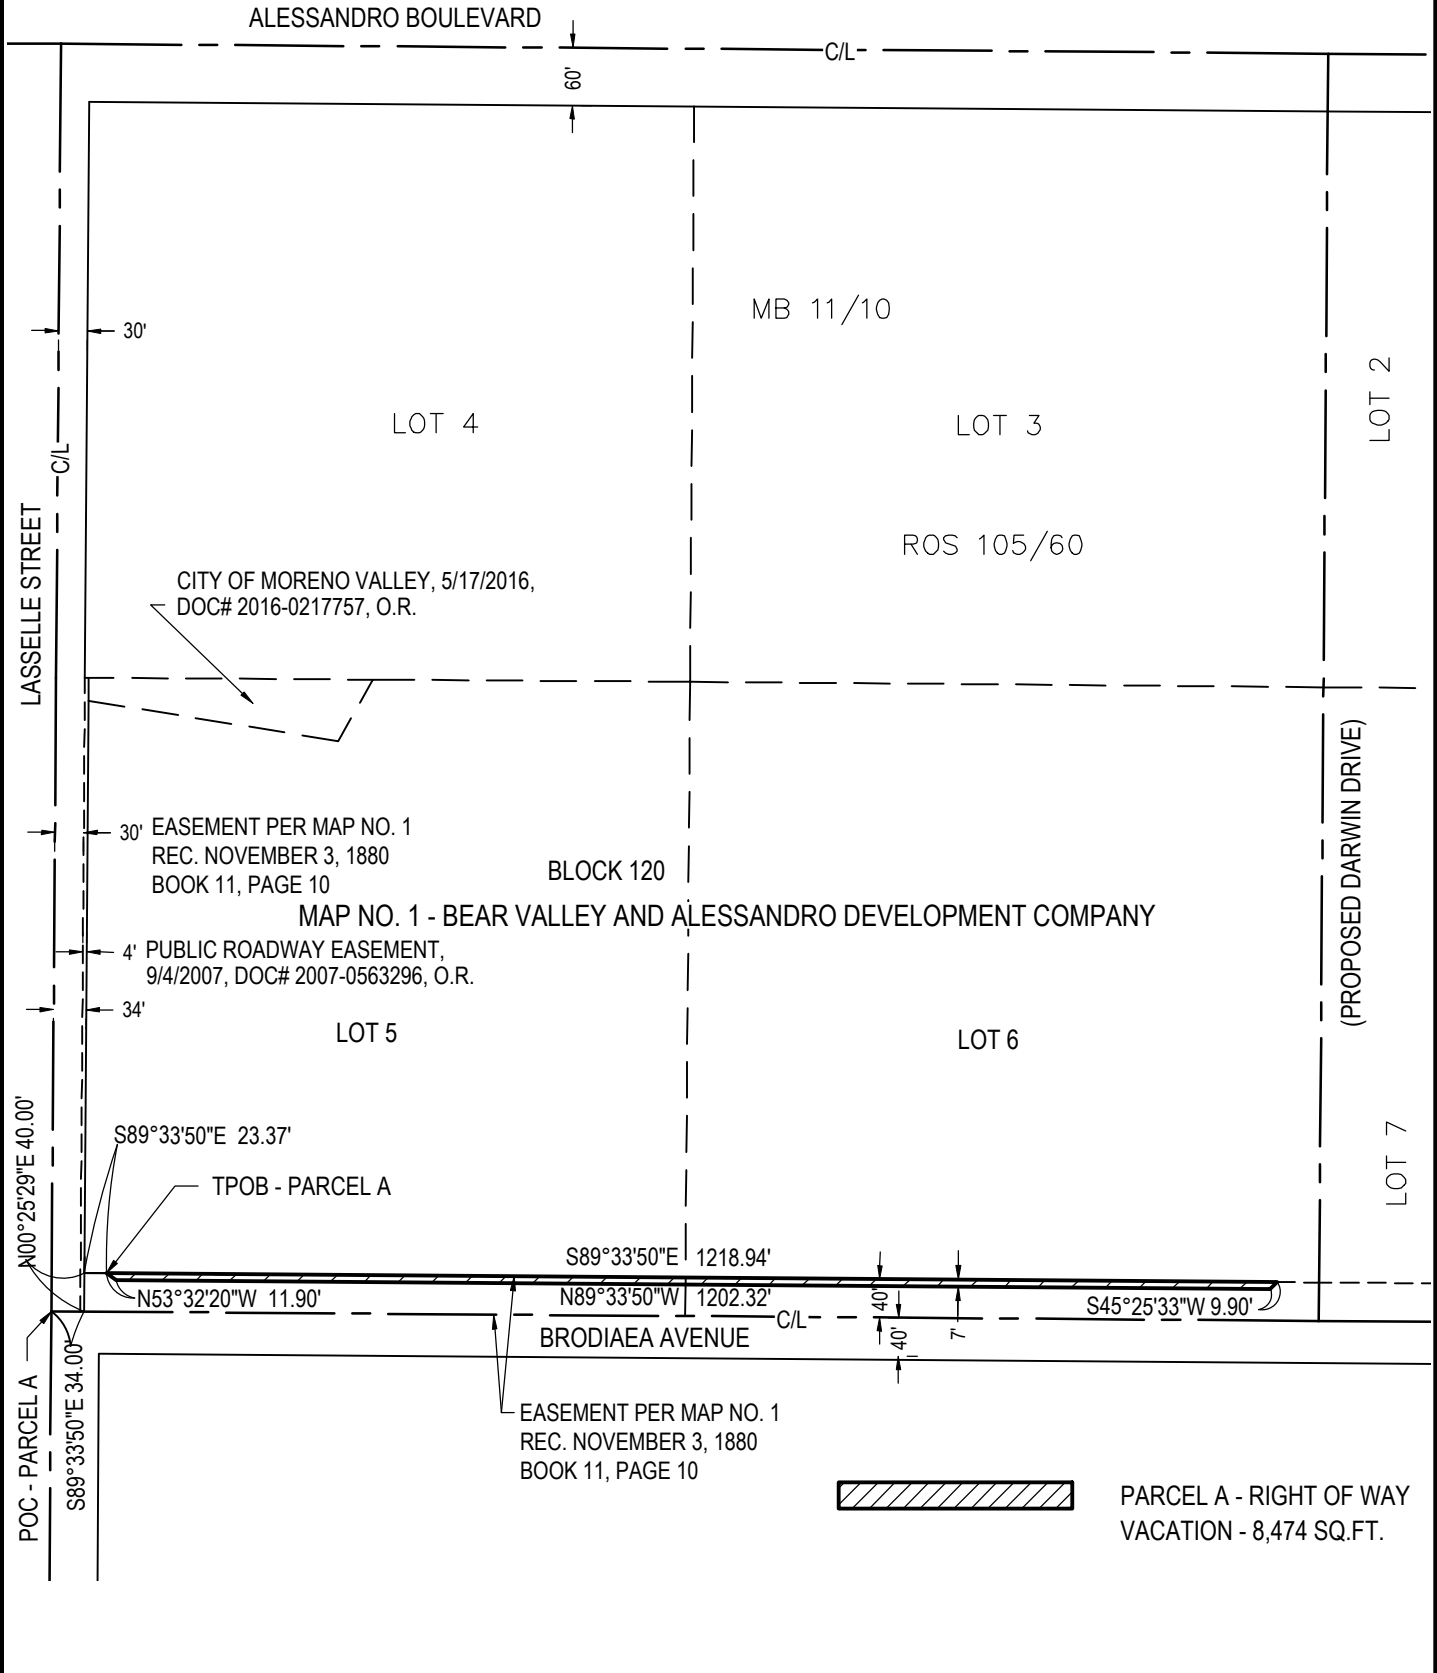 ALESSANDRO BOULEVARD
C/L
60'
30'
MB 11/10
LOT 2
LOT 4
LOT 3
C/L
LASSELLE STREET
ROS 105/60
CITY OF MORENO VALLEY, 5/17/2016,
DOC# 2016-0217757, O.R.
(PROPOSED DARWIN DRIVE)
30' EASEMENT PER MAP NO. 1
REC. NOVEMBER 3, 1880
BOOK 11, PAGE 10
BLOCK 120
MAP NO. 1 - BEAR VALLEY AND ALESSANDRO DEVELOPMENT COMPANY
4' PUBLIC ROADWAY EASEMENT,
9/4/2007, DOC# 2007-0563296, O.R.
34'
LOT 5
LOT 6
N00°25'29"E 40.00'
S89°33'50"E 23.37'
LOT 7
TPOB - PARCEL A
S89°33'50"E 1218.94'
N53°32'20"W 11.90'
N89°33'50"W 1202.32'
40'
S45°25'33"W 9.90'
C/L
BRODIAEA AVENUE
40'
7'
POC - PARCEL A
S89°33'50"E 34.00'
EASEMENT PER MAP NO. 1
REC. NOVEMBER 3, 1880
BOOK 11, PAGE 10
PARCEL A - RIGHT OF WAY
VACATION - 8,474 SQ.FT.